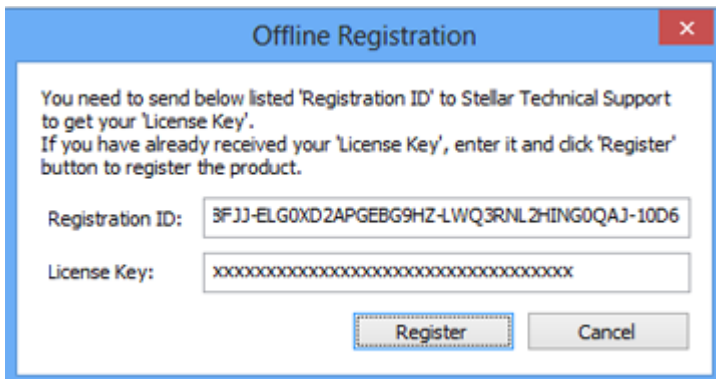 Offline Registration
You need to send below listed 'Registration ID' to Stellar Technical Support
to get your 'License Key'.
If you have already received your 'License Key', enter it and click 'Register'
button to register the product.
Registration ID: 3FJJ-ELG0XD2APGEBG9HZ-LWQ3RNL2HING0QAJ-10D6
License Key: xxxxxxxxxxxxxxxxxxxxxxxxxxxxxxxxxx
Register Cancel